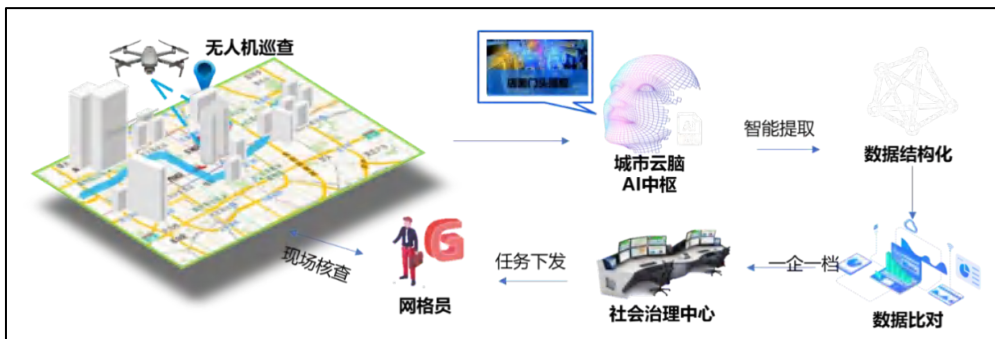 无人机巡查
城市云脑
AI中枢
智能提取
数据结构化
现场核查
网格员
任务下发
社会治理中心
一企一档
数据比对